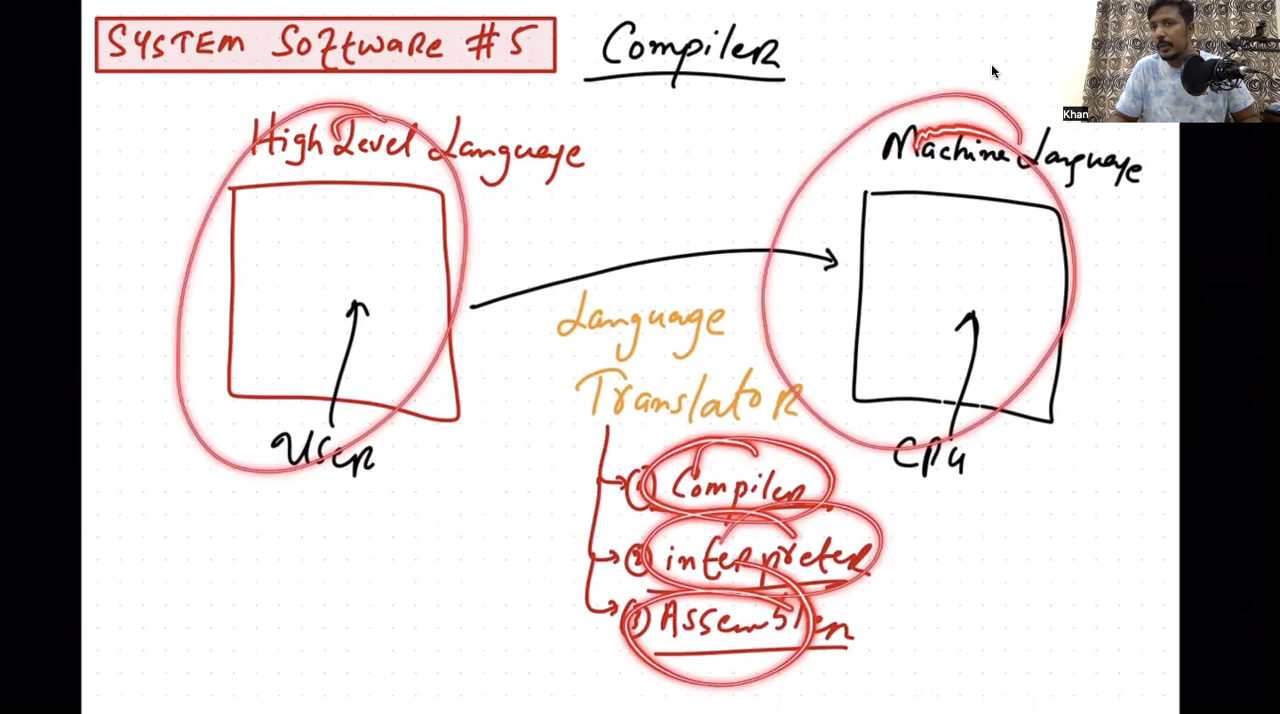 SYSTEM SOFTWARE #5
Compiler
Khan
High Level Language
Machine Language
Language
Translator
User
CPU
(1) Compiler
(2) interpreter
(3) Assembler